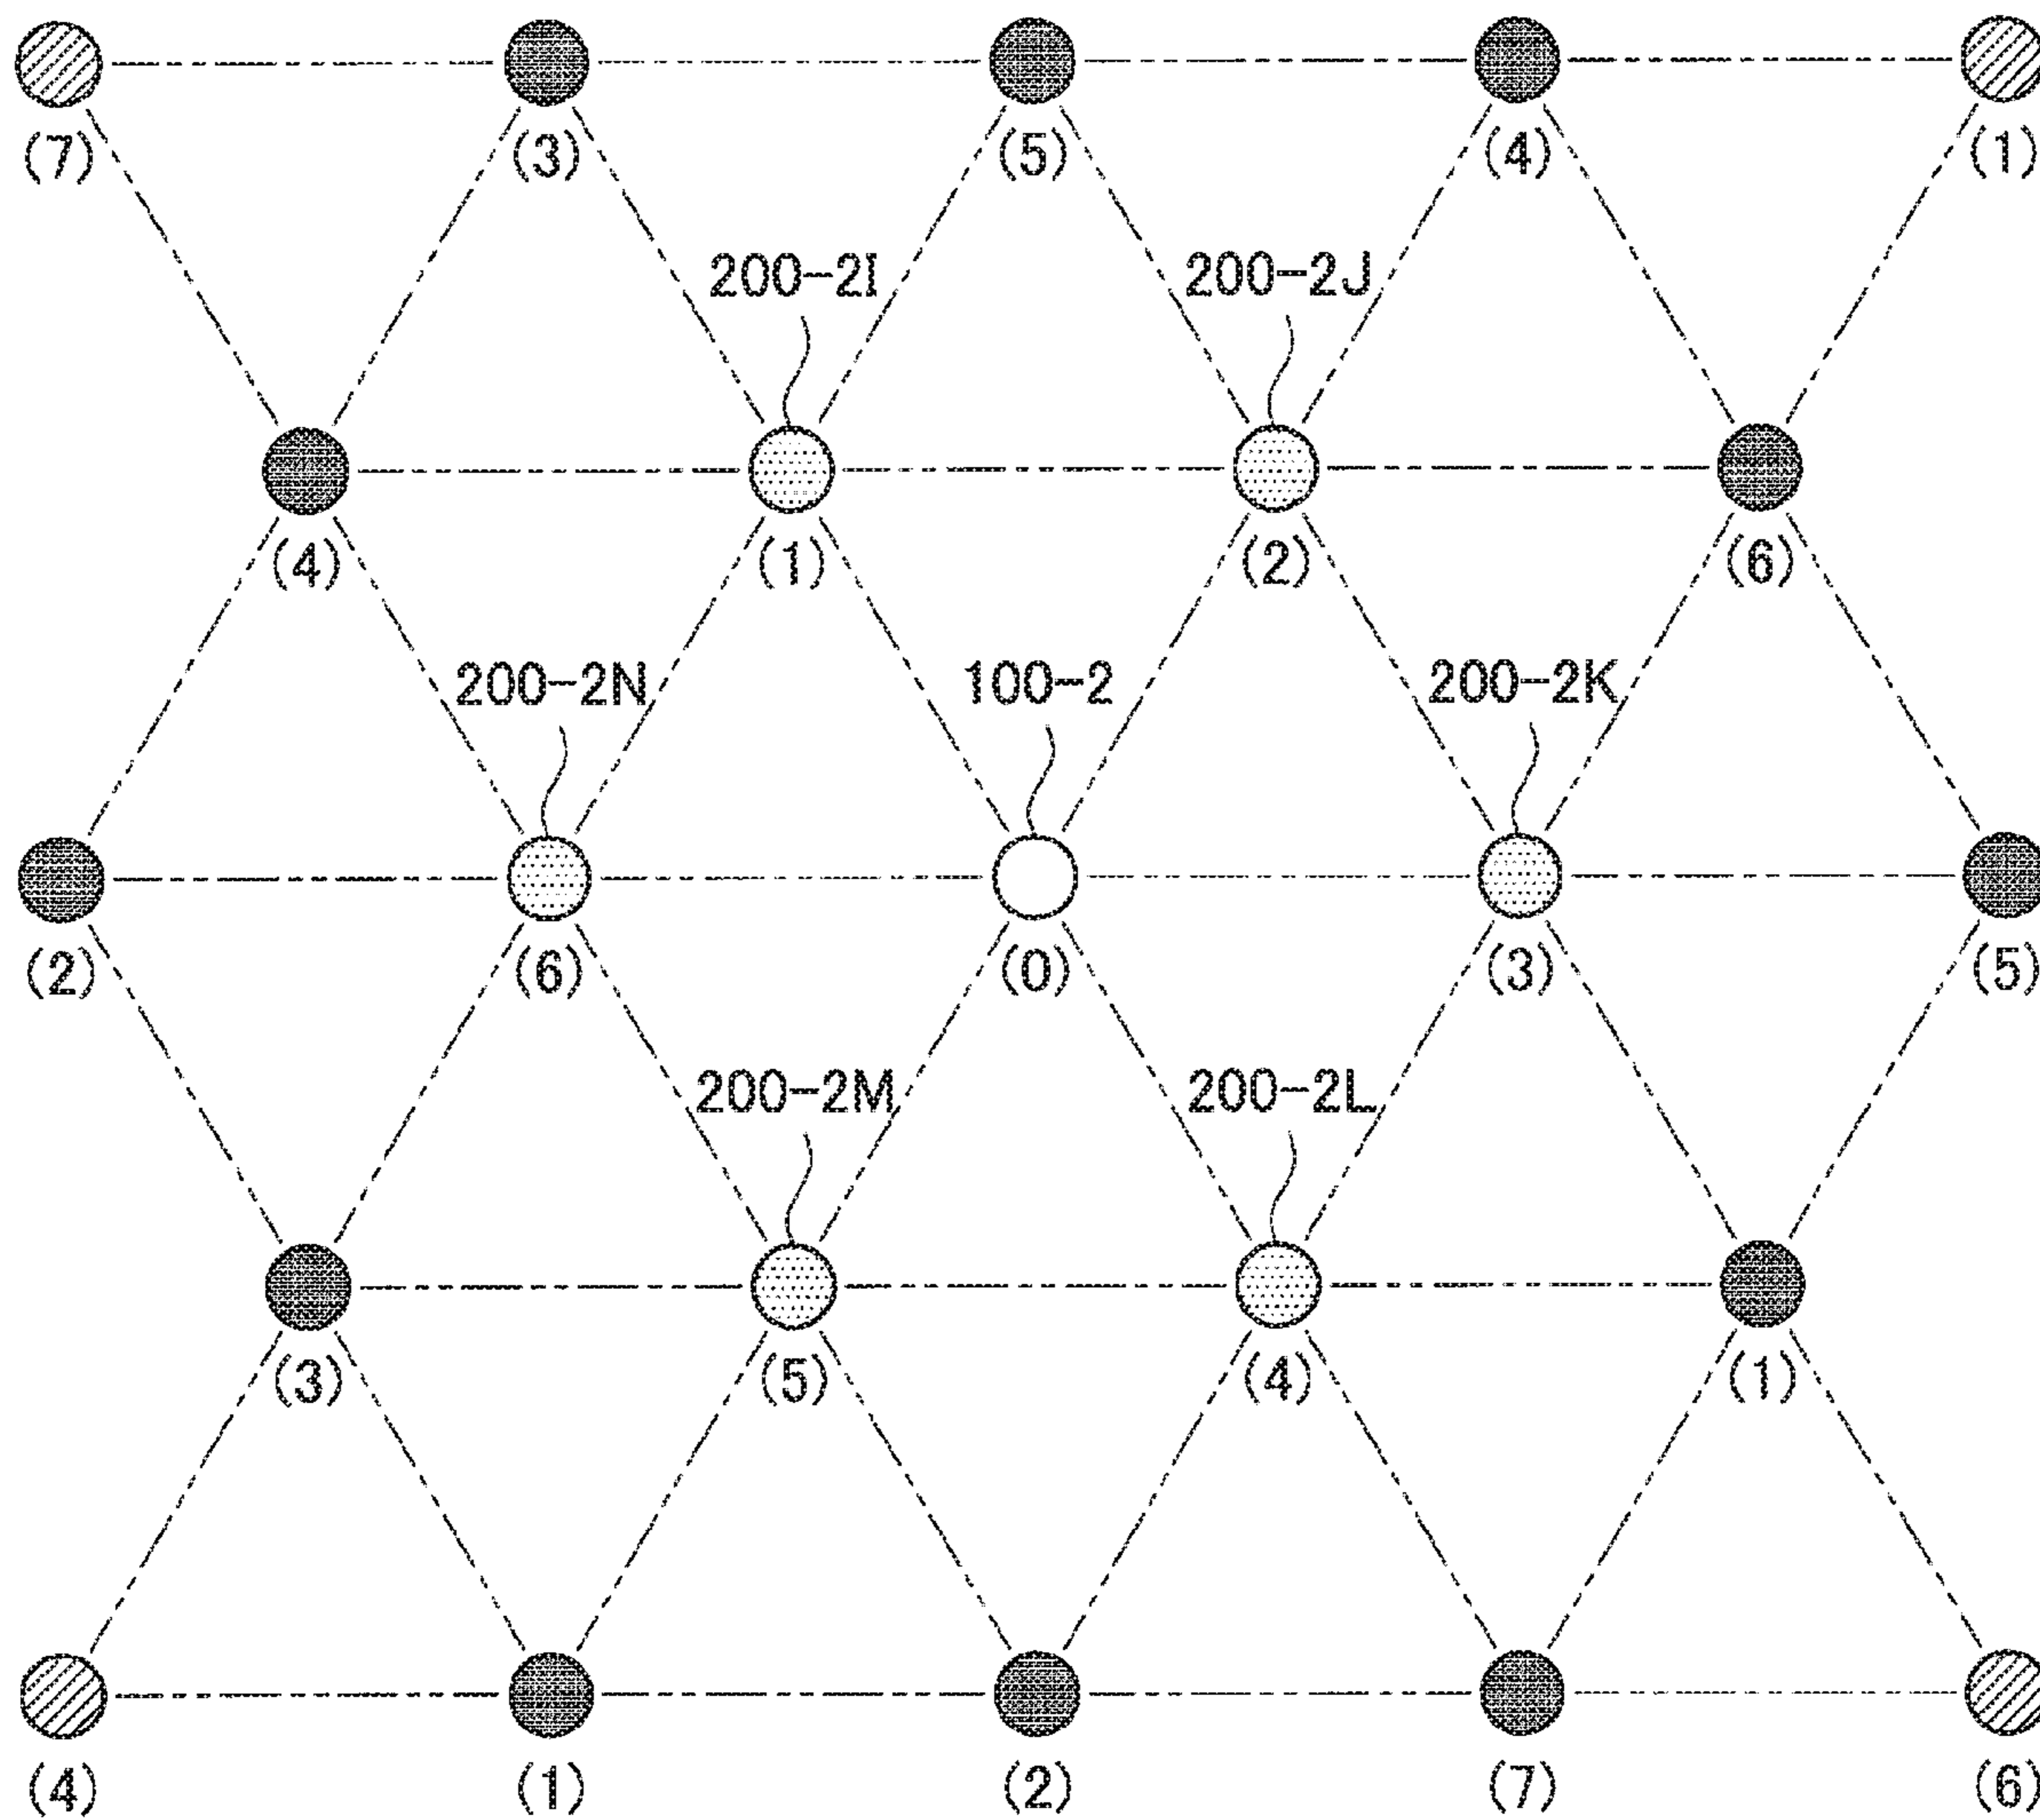 (7) (3) (5) (4) (1)
200-2I 200-2J
(4) (1) (2) (6)
200-2N 100-2 200-2K
(2) (6) (0) (3) (5)
200-2M 200-2L
(3) (5) (4) (1)
(4) (1) (2) (7) (6)